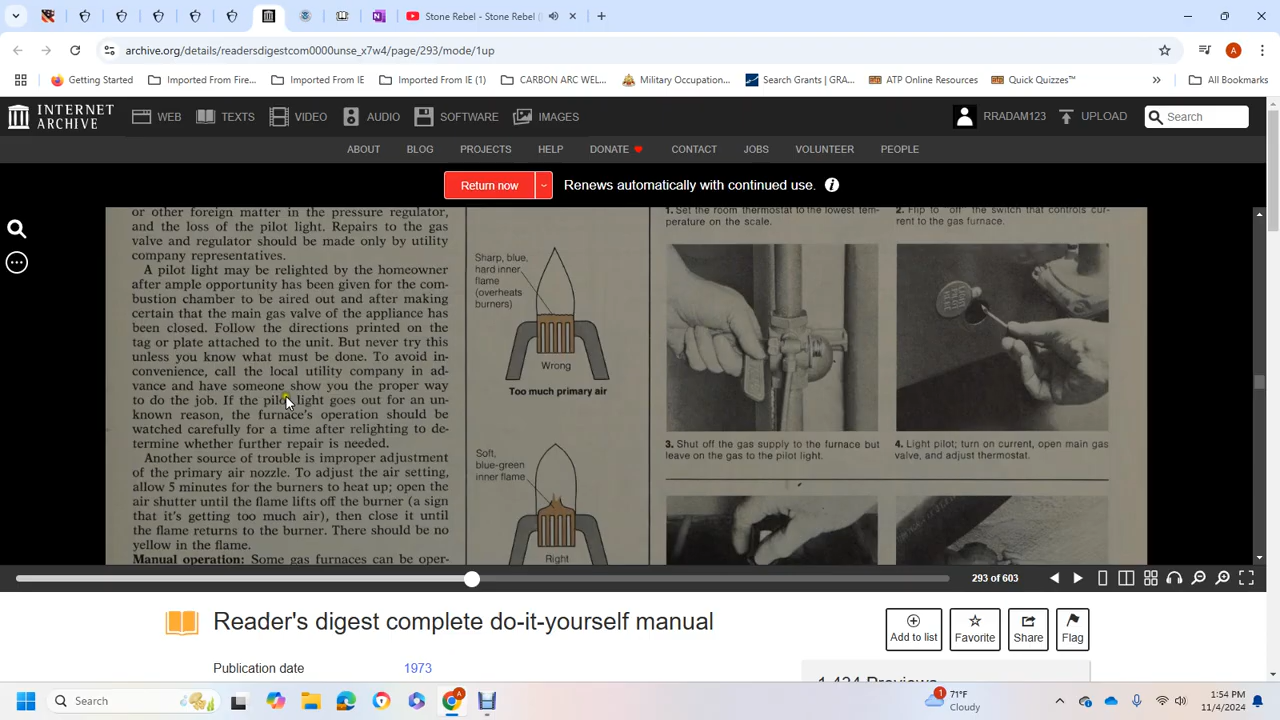 Stone Rebel - Stone Rebel (
archive.org/details/readersdigestcom0000unse_x7w4/page/293/mode/1up
A
Getting Started
Imported From Fire...
Imported From IE
Imported From IE (1)
CARBON ARC WEL...
Military Occupation...
Search Grants | GRA...
ATP Online Resources
Quick Quizzes™
»
All Bookmarks
INTERNET
ARCHIVE
WEB
TEXTS
VIDEO
AUDIO
SOFTWARE
IMAGES
RRADAM123
UPLOAD
Search
ABOUT
BLOG
PROJECTS
HELP
DONATE
CONTACT
JOBS
VOLUNTEER
PEOPLE
Return now
Renews automatically with continued use.
or other foreign matter in the pressure regulator,
and the loss of the pilot light. Repairs to the gas
valve and regulator should be made only by utility
company representatives.
A pilot light may be relighted by the homeowner
after ample opportunity has been given for the com-
bustion chamber to be aired out and after making
certain that the main gas valve of the appliance has
been closed. Follow the directions printed on the
tag or plate attached to the unit. But never try this
unless you know what must be done. To avoid in-
convenience, call the local utility company in ad-
vance and have someone show you the proper way
to do the job. If the pilot light goes out for an un-
known reason, the furnace's operation should be
watched carefully for a time after relighting to de-
termine whether further repair is needed.
Another source of trouble is improper adjustment
of the primary air nozzle. To adjust the air setting,
allow 5 minutes for the burners to heat up; open the
air shutter until the flame lifts off the burner (a sign
that it's getting too much air), then close it until
the flame returns to the burner. There should be no
yellow in the flame.
Manual operation: Some gas furnaces can be oper-
Sharp, blue,
hard inner
flame
(overheats
burners)
Wrong
Too much primary air
Soft,
blue-green
inner flame
Right
1. Set the room thermostat to the lowest tem-
perature on the scale.
2. Flip to "off" the switch that controls cur-
rent to the gas furnace.
3. Shut off the gas supply to the furnace but
leave on the gas to the pilot light.
4. Light pilot; turn on current, open main gas
valve, and adjust thermostat.
293 of 603
Reader's digest complete do-it-yourself manual
Add to list
Favorite
Share
Flag
Publication date
1973
1,434 Previews
Search
1
71°F
Cloudy
1:54 PM
11/4/2024